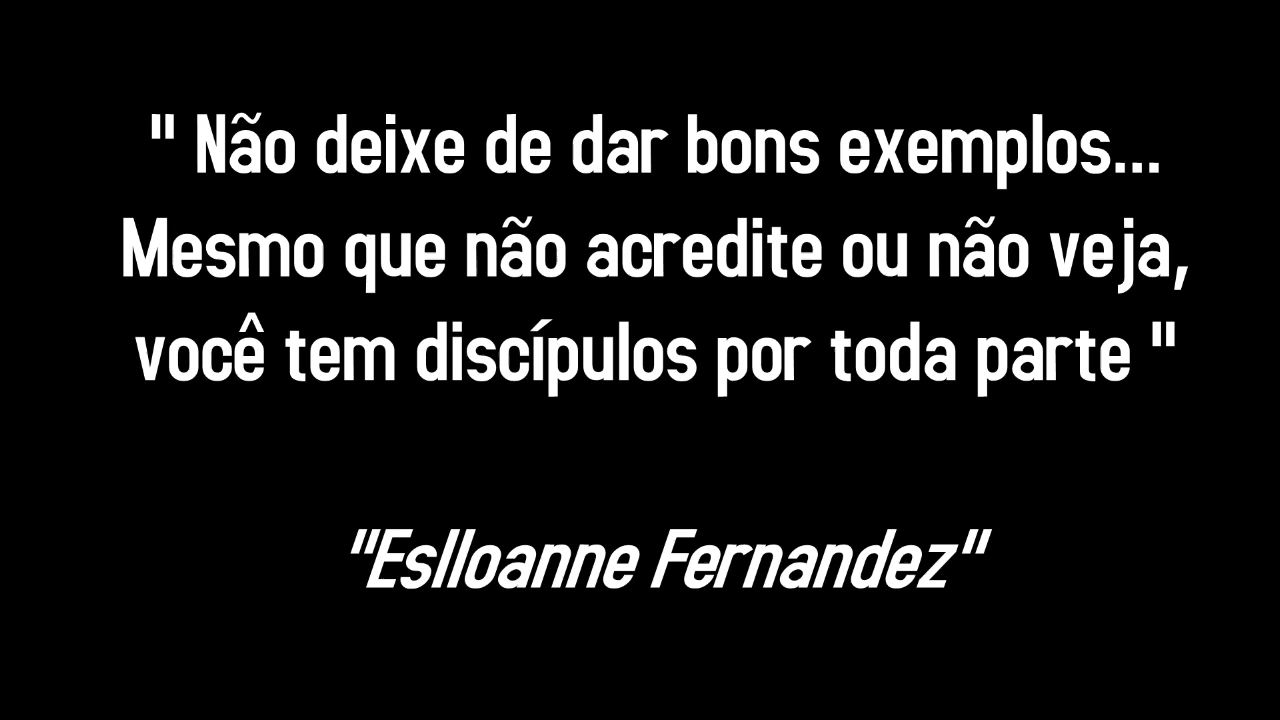 " Não deixe de dar bons exemplos...
Mesmo que não acredite ou não veja,
você tem discípulos por toda parte "
"Eslloanne Fernandez"